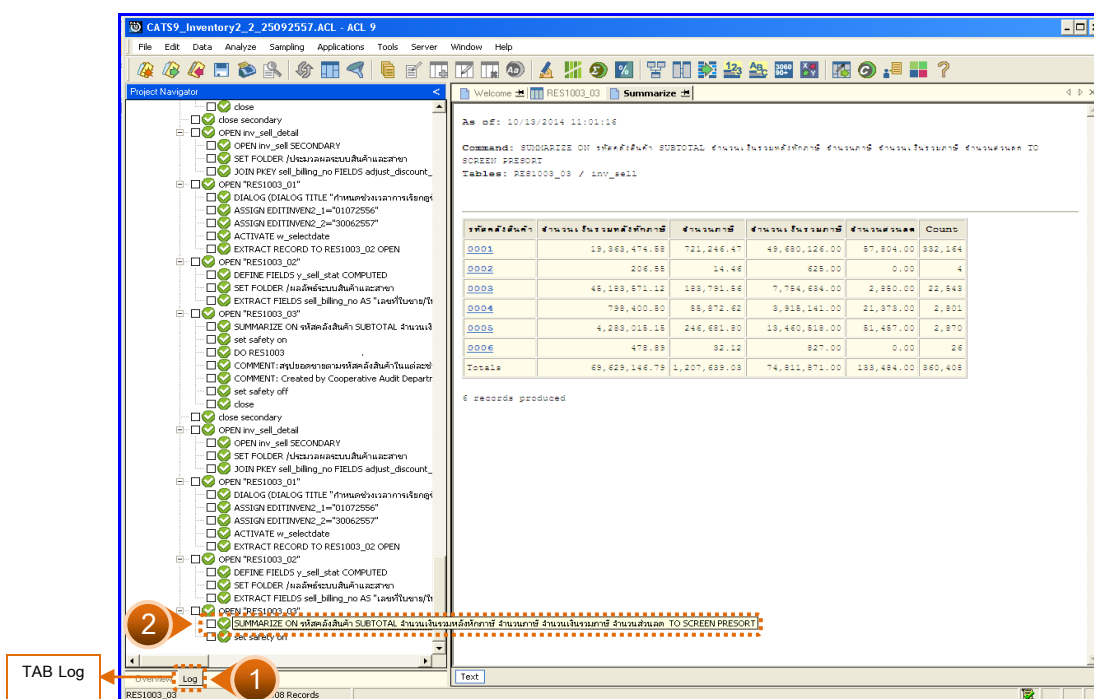 CATS9_Inventory2_2_25092557.ACL - ACL 9
File Edit Data Analyze Sampling Applications Tools Server Window Help
Project Navigator <
Welcome RES1003_03 Summarize
close
close secondary
OPEN inv_sell_detail
OPEN inv_sell SECONDARY
SET FOLDER /ประมวลผลระบบสินค้าและสาขา
JOIN PKEY sell_billing_no FIELDS adjust_discount_
OPEN "RES1003_01"
DIALOG (DIALOG TITLE "กำหนดช่วงเวลาการเรียกดู
ASSIGN EDITINVEN2_1="01072556"
ASSIGN EDITINVEN2_2="30062557"
ACTIVATE w_selectdate
EXTRACT RECORD TO RES1003_02 OPEN
OPEN "RES1003_02"
DEFINE FIELDS y_sell_stat COMPUTED
SET FOLDER /ผลลัพธ์ระบบสินค้าและสาขา
EXTRACT FIELDS sell_billing_no AS "เลขที่ใบขาย/ใบ
OPEN "RES1003_03"
SUMMARIZE ON รหัสคลังสินค้า SUBTOTAL จำนวนเงิ
set safety on
DO RES1003
COMMENT:สรุปยอดขายตามรหัสคลังสินค้าในแต่ละช่
COMMENT: Created by Cooperative Audit Departr
set safety off
close
close secondary
OPEN inv_sell_detail
OPEN inv_sell SECONDARY
SET FOLDER /ประมวลผลระบบสินค้าและสาขา
JOIN PKEY sell_billing_no FIELDS adjust_discount_
OPEN "RES1003_01"
DIALOG (DIALOG TITLE "กำหนดช่วงเวลาการเรียกดู
ASSIGN EDITINVEN2_1="01072556"
ASSIGN EDITINVEN2_2="30062557"
ACTIVATE w_selectdate
EXTRACT RECORD TO RES1003_02 OPEN
OPEN "RES1003_02"
DEFINE FIELDS y_sell_stat COMPUTED
SET FOLDER /ผลลัพธ์ระบบสินค้าและสาขา
EXTRACT FIELDS sell_billing_no AS "เลขที่ใบขาย/ใบ
OPEN "RES1003_03"
2 SUMMARIZE ON รหัสคลังสินค้า SUBTOTAL จำนวนเงินรวมหลังหักภาษี จำนวนภาษี จำนวนเงินรวมภาษี จำนวนส่วนลด TO SCREEN PRESORT
set safety on
As of: 10/13/2014 11:01:16
Command: SUMMARIZE ON รหัสคลังสินค้า SUBTOTAL จำนวนเงินรวมหลังหักภาษี จำนวนภาษี จำนวนเงินรวมภาษี จำนวนส่วนลด TO
SCREEN PRESORT
Tables: RES1003_03 / inv_sell
รหัสคลังสินค้า จำนวนเงินรวมหลังหักภาษี จำนวนภาษี จำนวนเงินรวมภาษี จำนวนส่วนลด Count
0001 19,363,474.58 721,246.47 49,680,126.00 57,804.00 332,164
0002 206.55 14.46 625.00 0.00 4
0003 45,183,571.12 183,791.56 7,754,634.00 2,850.00 22,543
0004 798,400.50 55,872.62 3,915,141.00 21,373.00 2,801
0005 4,283,015.15 246,681.80 13,460,518.00 51,457.00 2,870
0006 478.89 32.12 827.00 0.00 26
Totals 69,629,146.79 1,207,639.03 74,811,871.00 133,484.00 360,408
6 records produced
TAB Log
Overview Log 1
Text
RES1003_03 08 Records